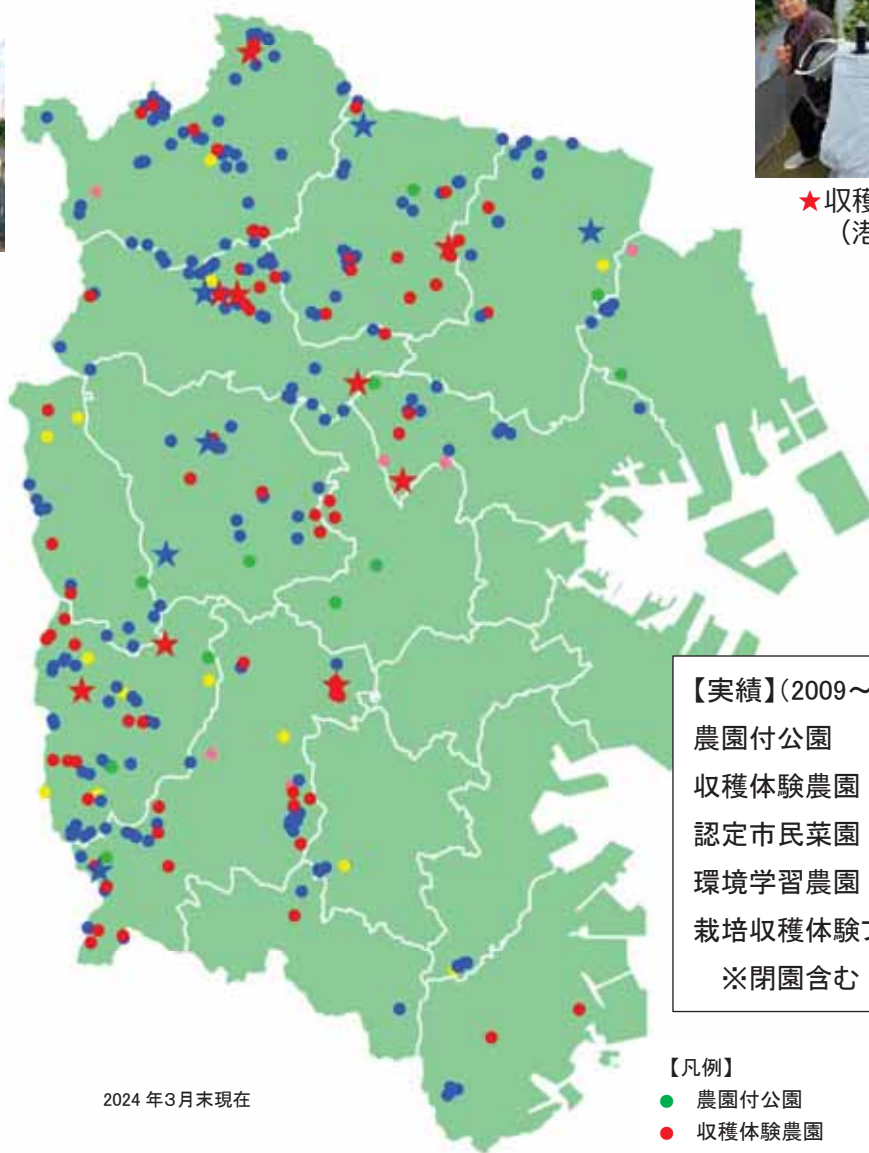 ★収穫
（港
【実績】（2009～
農園付公園
収穫体験農園
認定市民菜園
環境学習農園
栽培収穫体験フ
※閉園含む
2024 年3月末現在
【凡例】
● 農園付公園
● 収穫体験農園